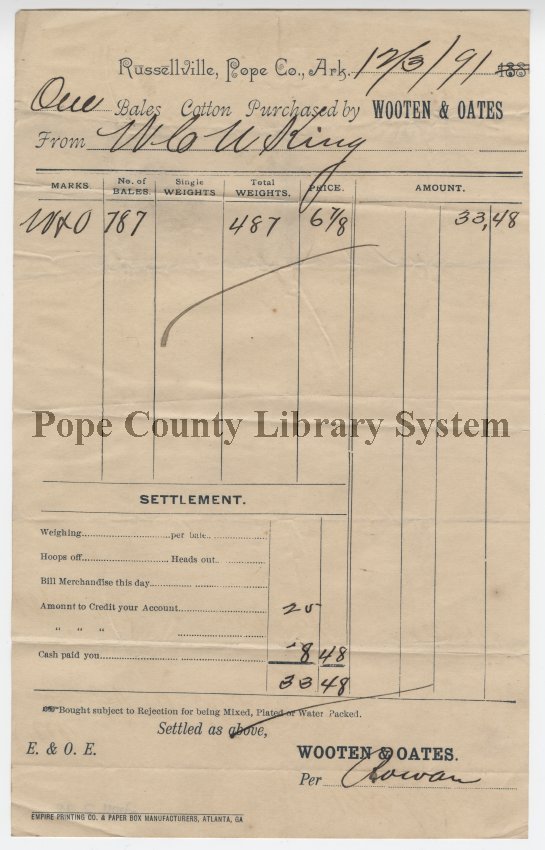 Russellville, Pope Co., Ark. 12/3/91 188
One Bales Cotton Purchased by WOOTEN & OATES
From W C U King
MARKS. No. of BALES. Single WEIGHTS Total WEIGHTS. PRICE. AMOUNT.
W&O 787 487 6 7/8 33,48
Pope County Library System
SETTLEMENT.
Weighing per bale
Hoops off Heads out
Bill Merchandise this day
Amount to Credit your Account 25
" " "
Cash paid you 8 48
33 48
Bought subject to Rejection for being Mixed, Plated or Water Packed.
Settled as above,
E. & O. E. WOOTEN & OATES.
Per Rowan
EMPIRE PRINTING CO. & PAPER BOX MANUFACTURERS, ATLANTA, GA